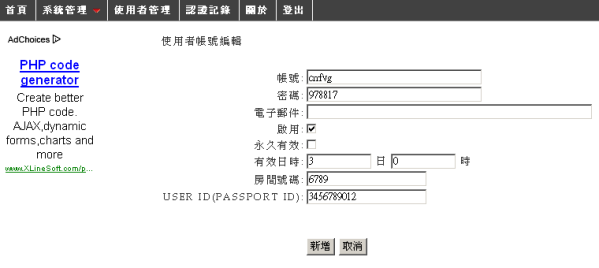 首頁 系統管理 使用者管理 認證記錄 關於 登出
AdChoices
使用者帳號編輯
PHP code
generator
Create better
PHP code.
AJAX,dynamic
forms,charts and
more
www.XLineSoft.com/p...
帳號: cnfvg
密碼: 978817
電子郵件:
啟用:
永久有效:
有效日時: 3 日 0 時
房間號碼: 6789
USER ID(PASSPORT ID): 3456789012
新增 取消